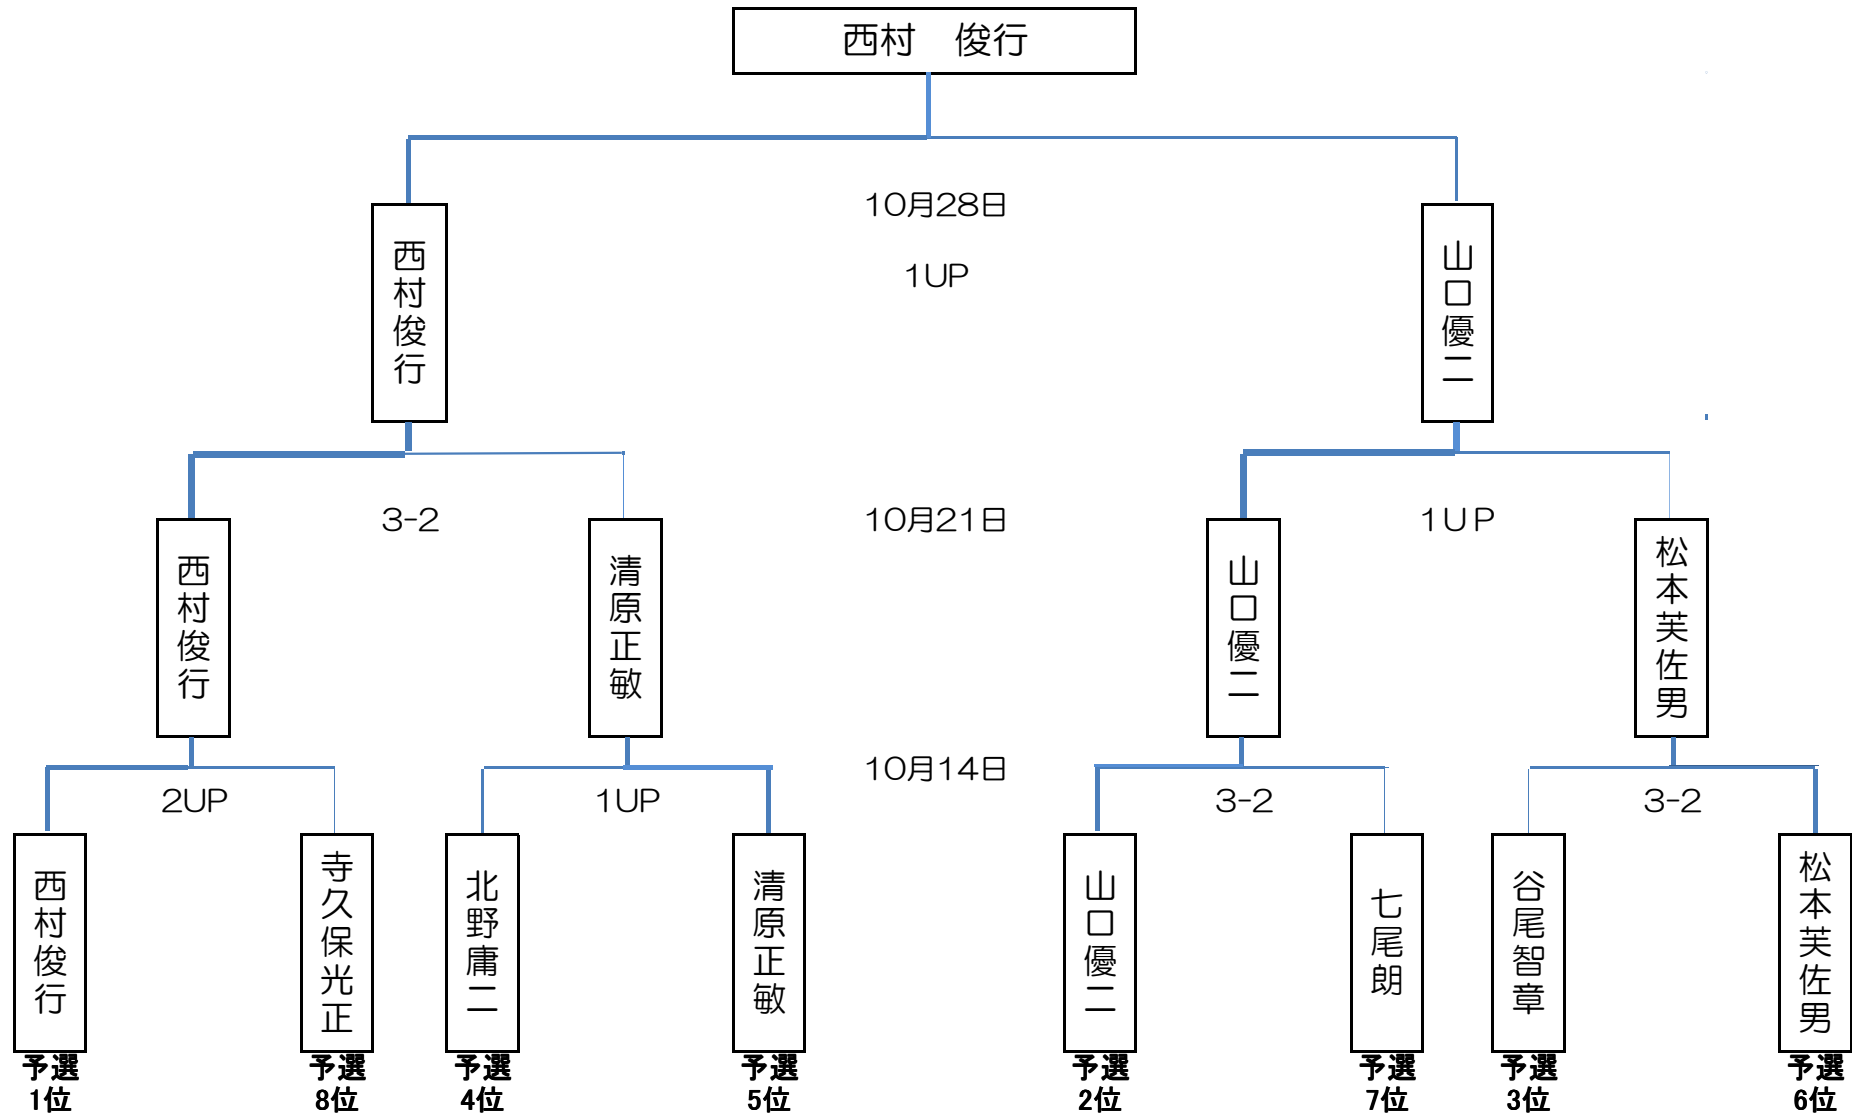 西村　俊行
10月28日
1UP
西村俊行
山口優二
3-2
10月21日
1UP
西村俊行
清原正敏
山口優二
松本芙佐男
10月14日
2UP
1UP
3-2
3-2
西村俊行
寺久保光正
北野庸二
清原正敏
山口優二
七尾朗
谷尾智章
松本芙佐男
予選
1位
予選
8位
予選
4位
予選
5位
予選
2位
予選
7位
予選
3位
予選
6位